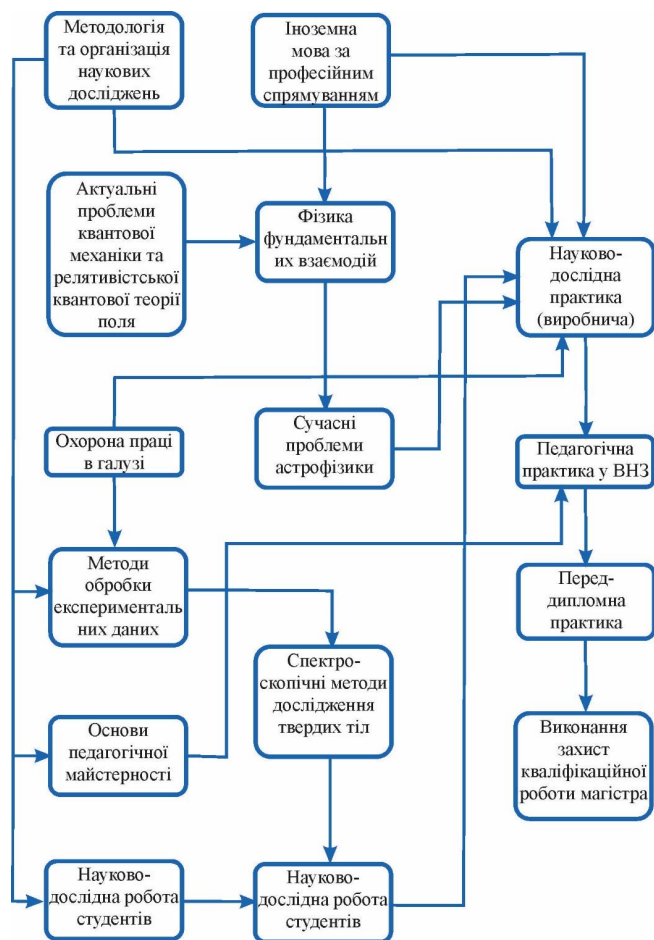 Методологія
та організація
наукових
досліджень
Іноземна
мова за
професійним
спрямуванням
Актуальні
проблеми
квантової
механіки та
релятивістської
квантової теорії
поля
Фізика
фундаментальн
их взаємодій
Науково-
дослідна
практика
(виробнича)
Охорона праці
в галузі
Сучасні
проблеми
астрофізики
Педагогічна
практика у ВНЗ
Методи
обробки
експерименталь
них даних
Перед-
дипломна
практика
Спектро-
скопічні методи
дослідження
твердих тіл
Основи
педагогічної
майстерності
Виконання
захист
кваліфікаційної
роботи магістра
Науково-
дослідна робота
студентів
Науково-
дослідна робота
студентів